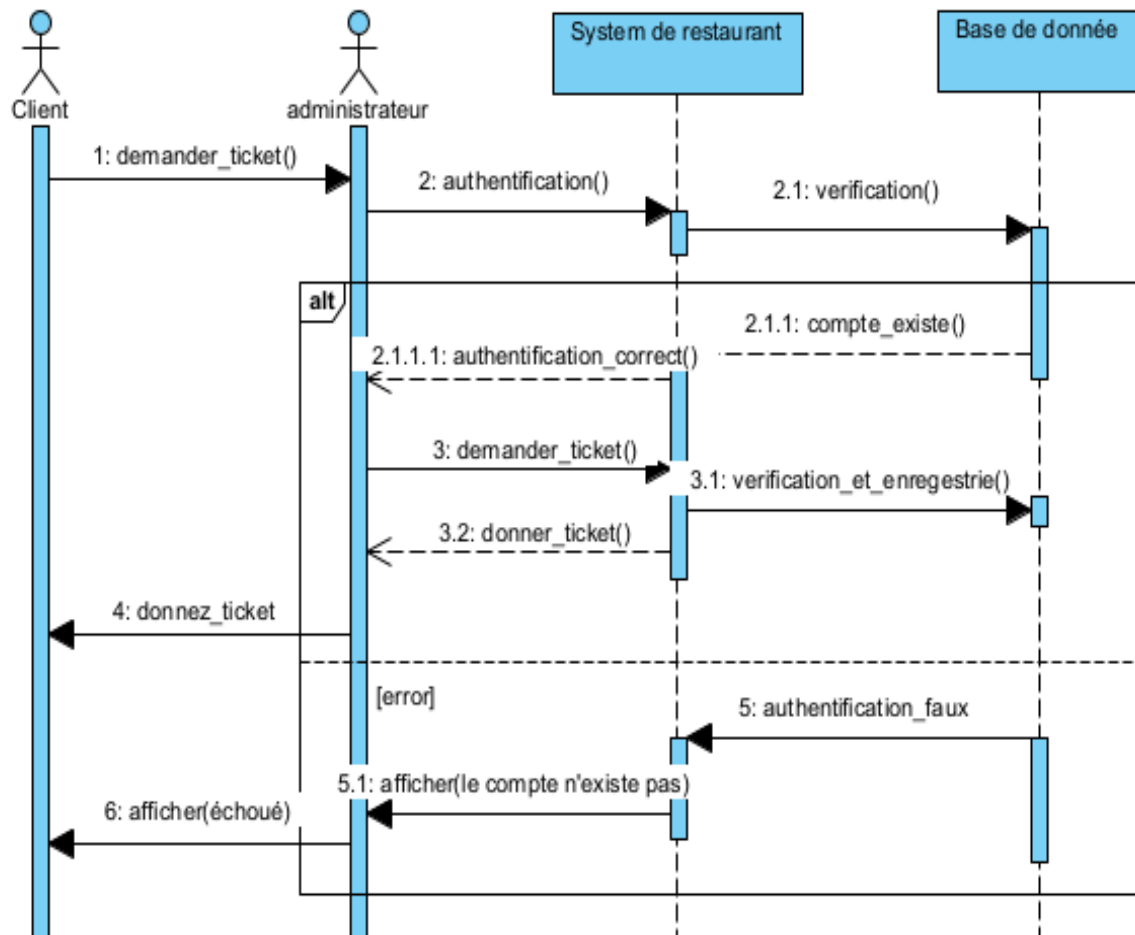 System de restaurant
Base de donnée
Client
administrateur
1: demander_ticket()
2: authentification()
2.1: verification()
alt
2.1.1: compte_existe()
2.1.1.1: authentification_correct()
3: demander_ticket()
3.1: verification_et_enregestrie()
3.2: donner_ticket()
4: donnez_ticket
[error]
5: authentification_faux
5.1: afficher(le compte n'existe pas)
6: afficher(échoué)